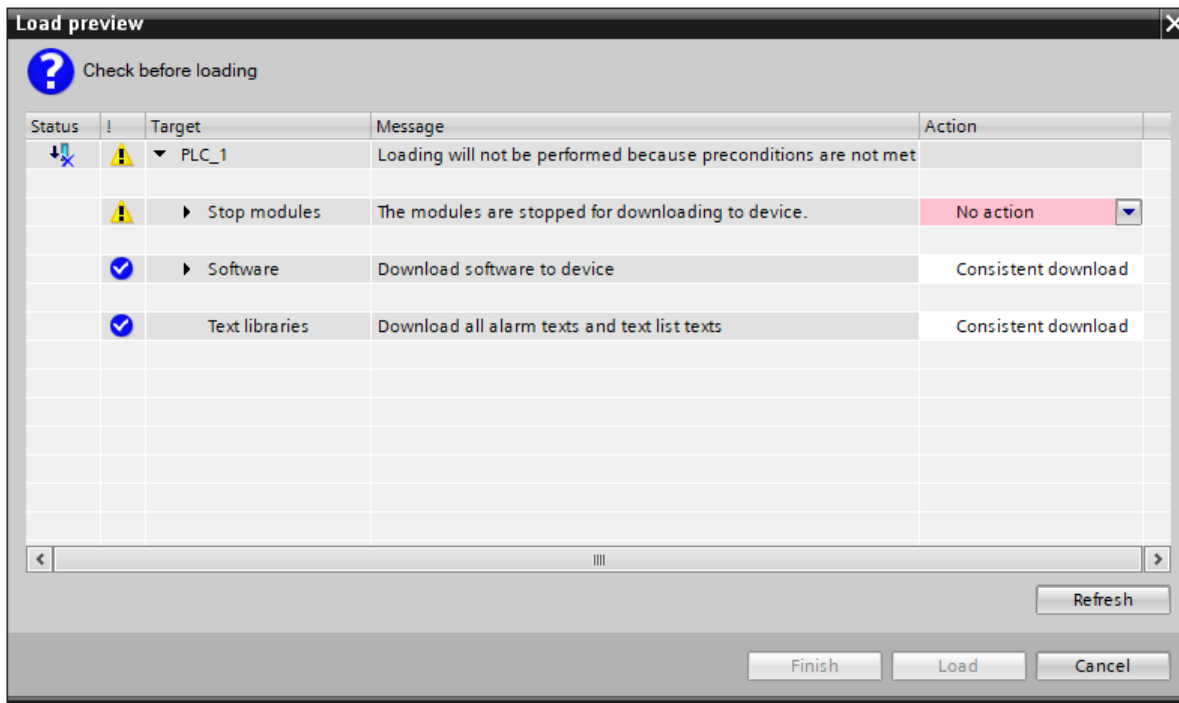 Load preview
Check before loading
Status ! Target Message Action
PLC_1 Loading will not be performed because preconditions are not met
Stop modules The modules are stopped for downloading to device. No action
Software Download software to device Consistent download
Text libraries Download all alarm texts and text list texts Consistent download
Refresh
Finish Load Cancel